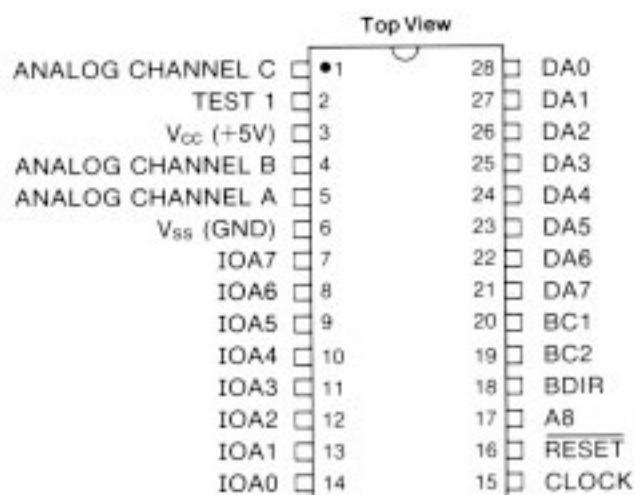 Top View
ANALOG CHANNEL C 1 28 DA0
TEST 1 2 27 DA1
Vcc (+5V) 3 26 DA2
ANALOG CHANNEL B 4 25 DA3
ANALOG CHANNEL A 5 24 DA4
Vss (GND) 6 23 DA5
IOA7 7 22 DA6
IOA6 8 21 DA7
IOA5 9 20 BC1
IOA4 10 19 BC2
IOA3 11 18 BDIR
IOA2 12 17 A8
IOA1 13 16 RESET
IOA0 14 15 CLOCK